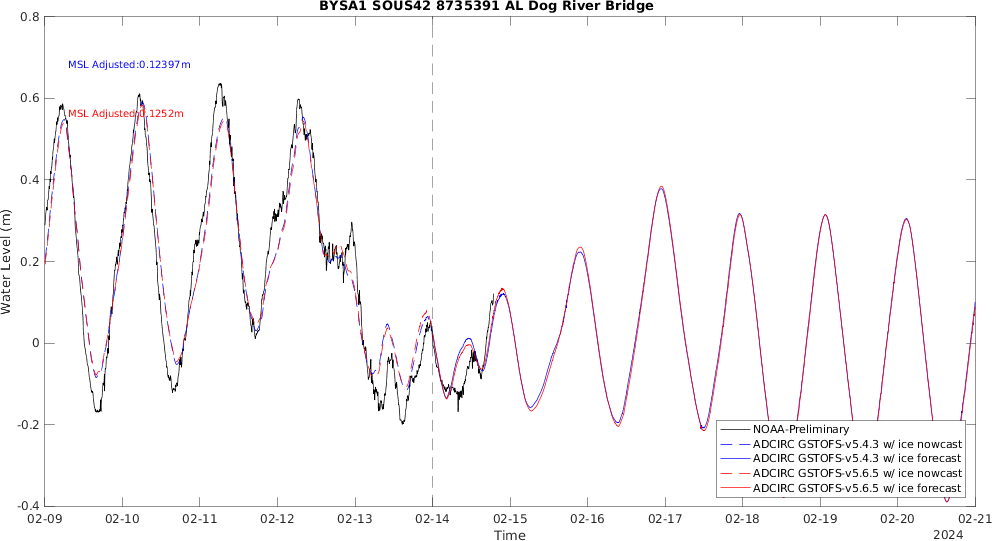 BYSA1 SOUS42 8735391 AL Dog River Bridge
0.8
0.6
0.4
0.2
0
-0.2
-0.4
Water Level (m)
MSL Adjusted:0.12397m
MSL Adjusted:0.1252m
NOAA-Preliminary
ADCIRC GSTOFS-v5.4.3 w/ ice nowcast
ADCIRC GSTOFS-v5.4.3 w/ ice forecast
ADCIRC GSTOFS-v5.6.5 w/ ice nowcast
ADCIRC GSTOFS-v5.6.5 w/ ice forecast
02-09 02-10 02-11 02-12 02-13 02-14 02-15 02-16 02-17 02-18 02-19 02-20 02-21
Time
2024